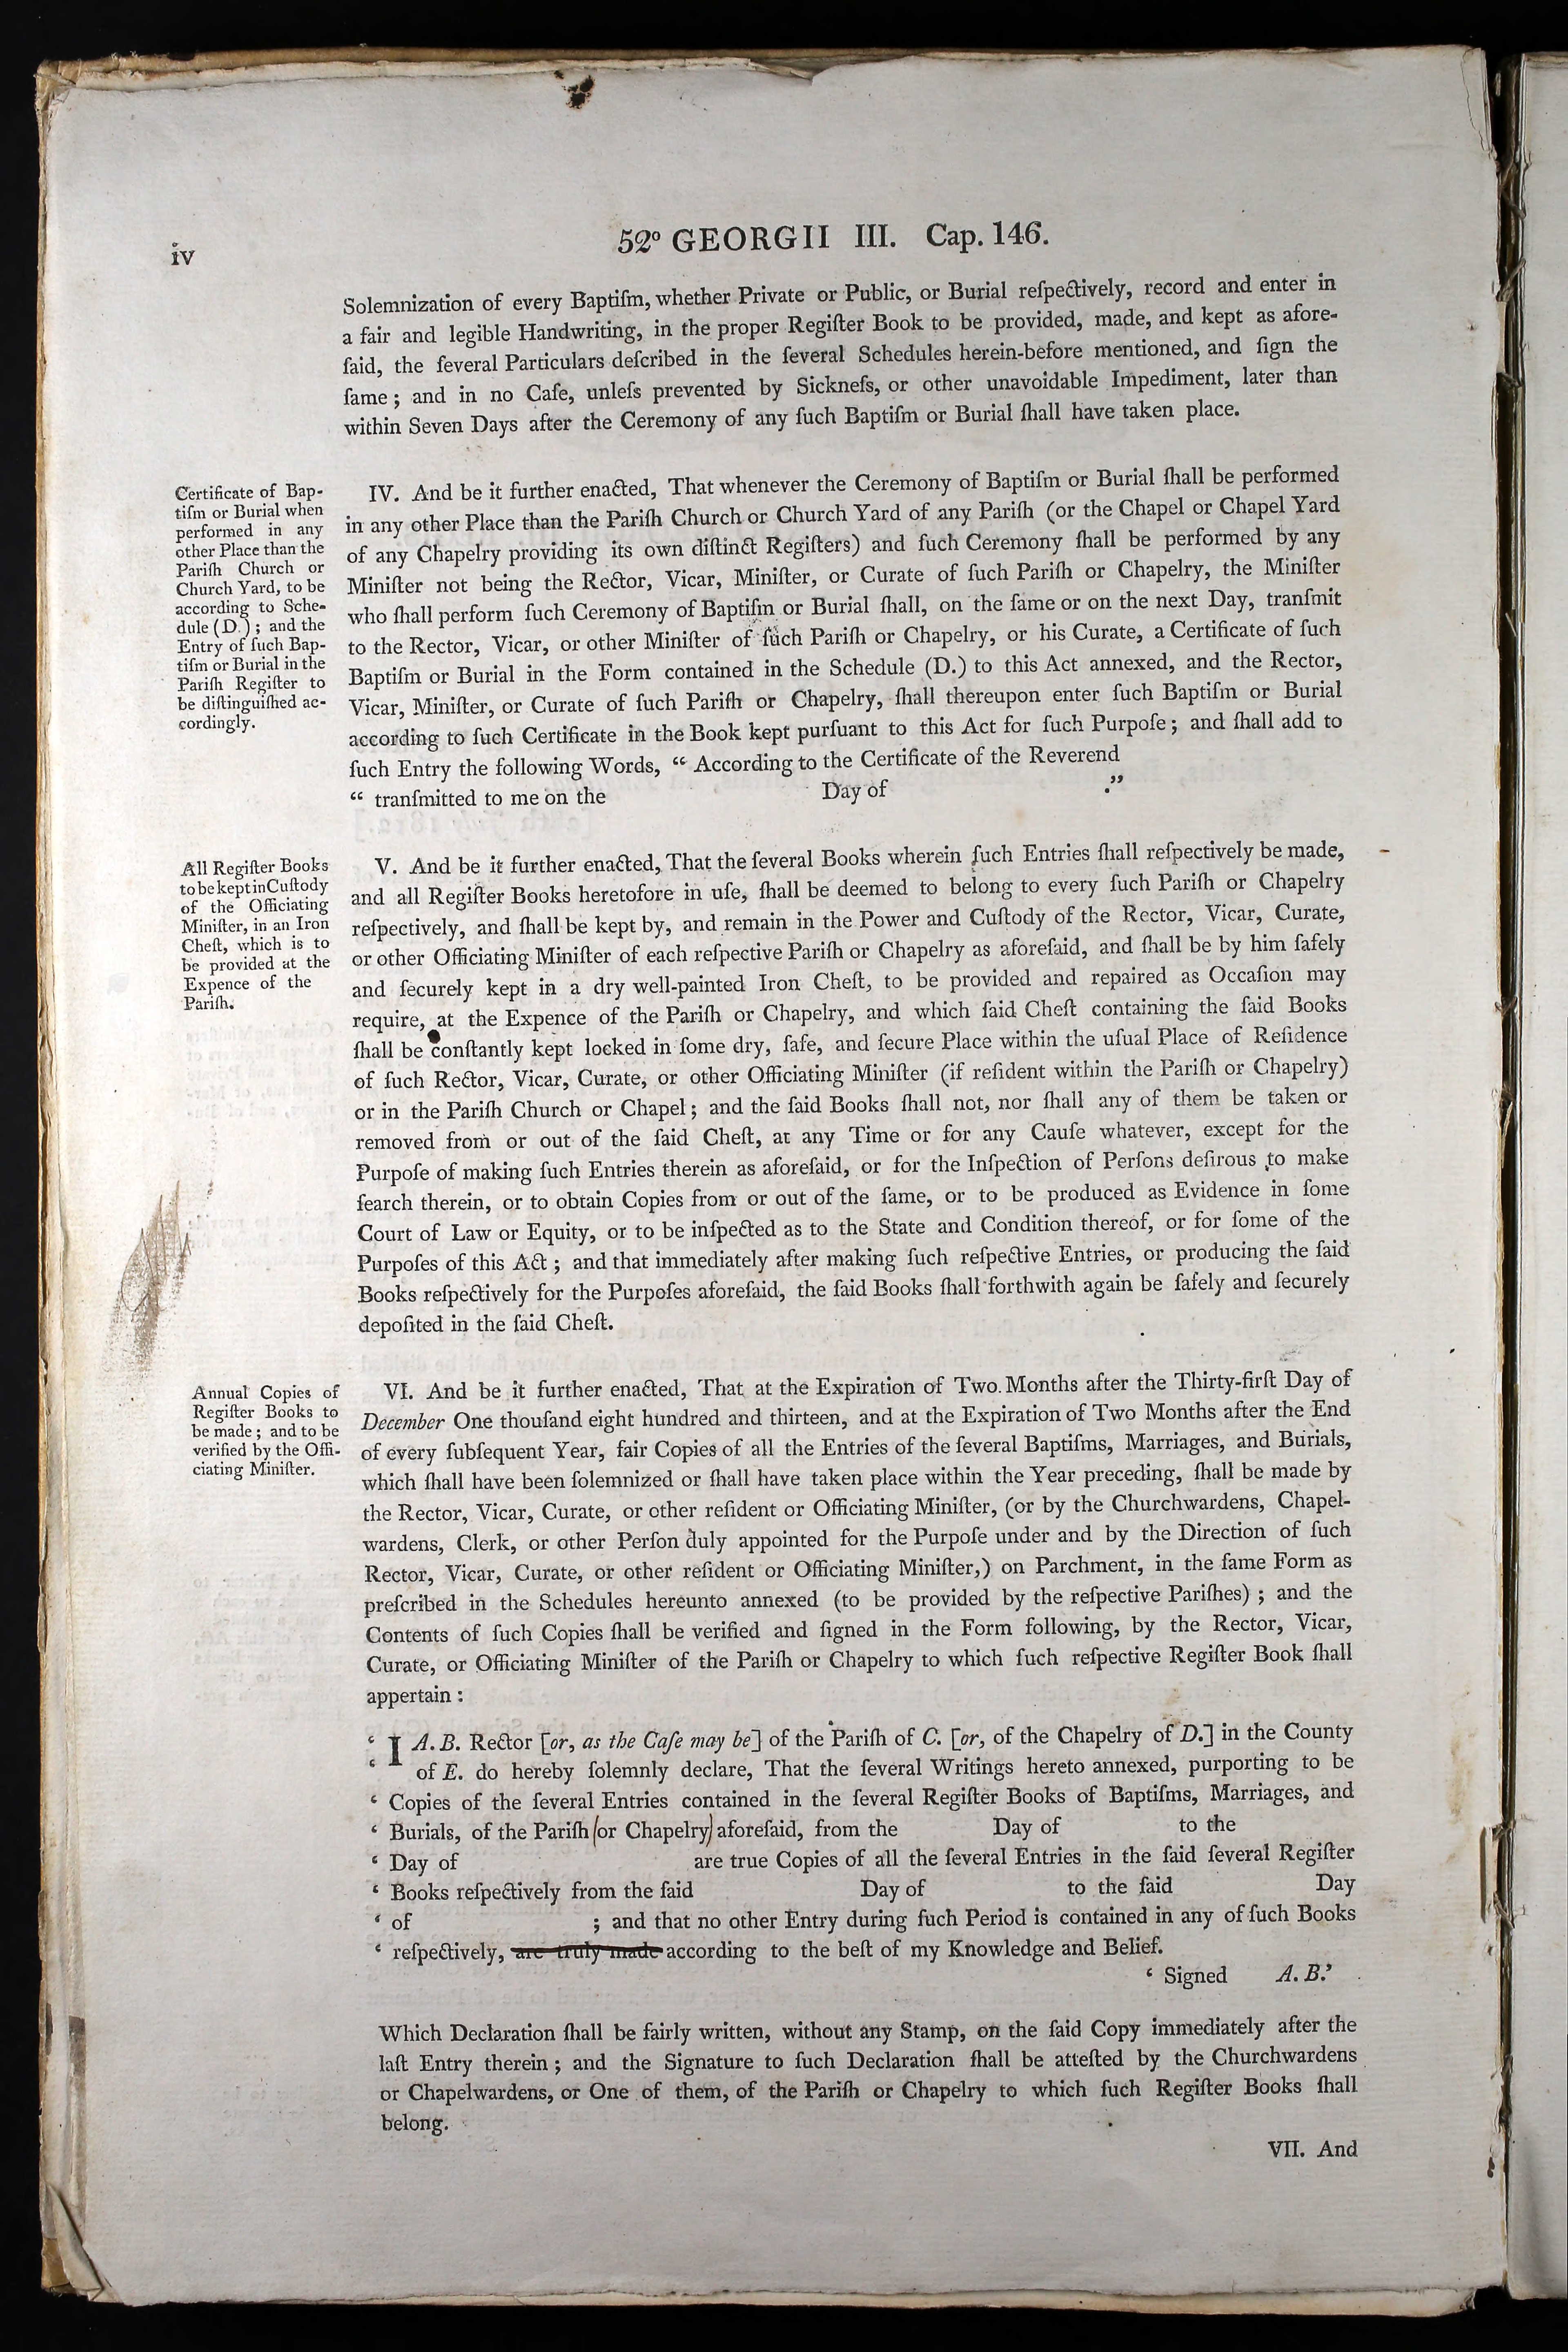 iv
52° GEORGII III. Cap. 146.
Solemnization of every Baptiſm, whether Private or Public, or Burial reſpectively, record and enter in
a fair and legible Handwriting, in the proper Regiſter Book to be provided, made, and kept as afore-
ſaid, the ſeveral Particulars deſcribed in the ſeveral Schedules herein-before mentioned, and ſign the
ſame; and in no Caſe, unleſs prevented by Sickneſs, or other unavoidable Impediment, later than
within Seven Days after the Ceremony of any ſuch Baptiſm or Burial ſhall have taken place.
Certificate of Bap-
tiſm or Burial when
performed in any
other Place than the
Pariſh Church or
Church Yard, to be
according to Sche-
dule (D.); and the
Entry of ſuch Bap-
tiſm or Burial in the
Pariſh Regiſter to
be diſtinguiſhed ac-
cordingly.
IV. And be it further enacted, That whenever the Ceremony of Baptiſm or Burial ſhall be performed
in any other Place than the Pariſh Church or Church Yard of any Pariſh (or the Chapel or Chapel Yard
of any Chapelry providing its own diſtinct Regiſters) and ſuch Ceremony ſhall be performed by any
Miniſter not being the Rector, Vicar, Miniſter, or Curate of ſuch Pariſh or Chapelry, the Miniſter
who ſhall perform ſuch Ceremony of Baptiſm or Burial ſhall, on the ſame or on the next Day, tranſmit
to the Rector, Vicar, or other Miniſter of ſuch Pariſh or Chapelry, or his Curate, a Certificate of ſuch
Baptiſm or Burial in the Form contained in the Schedule (D.) to this Act annexed, and the Rector,
Vicar, Miniſter, or Curate of ſuch Pariſh or Chapelry, ſhall thereupon enter ſuch Baptiſm or Burial
according to ſuch Certificate in the Book kept purſuant to this Act for ſuch Purpoſe; and ſhall add to
ſuch Entry the following Words, “ According to the Certificate of the Reverend
“ tranſmitted to me on the Day of .”
All Regiſter Books
to be kept in Cuſtody
of the Officiating
Miniſter, in an Iron
Cheſt, which is to
be provided at the
Expence of the
Pariſh.
V. And be it further enacted, That the ſeveral Books wherein ſuch Entries ſhall reſpectively be made,
and all Regiſter Books heretofore in uſe, ſhall be deemed to belong to every ſuch Pariſh or Chapelry
reſpectively, and ſhall be kept by, and remain in the Power and Cuſtody of the Rector, Vicar, Curate,
or other Officiating Miniſter of each reſpective Pariſh or Chapelry as aforeſaid, and ſhall be by him ſafely
and ſecurely kept in a dry well-painted Iron Cheſt, to be provided and repaired as Occaſion may
require, at the Expence of the Pariſh or Chapelry, and which ſaid Cheſt containing the ſaid Books
ſhall be conſtantly kept locked in ſome dry, ſafe, and ſecure Place within the uſual Place of Reſidence
of ſuch Rector, Vicar, Curate, or other Officiating Miniſter (if reſident within the Pariſh or Chapelry)
or in the Pariſh Church or Chapel; and the ſaid Books ſhall not, nor ſhall any of them be taken or
removed from or out of the ſaid Cheſt, at any Time or for any Cauſe whatever, except for the
Purpoſe of making ſuch Entries therein as aforeſaid, or for the Inſpection of Perſons deſirous to make
ſearch therein, or to obtain Copies from or out of the ſame, or to be produced as Evidence in ſome
Court of Law or Equity, or to be inſpected as to the State and Condition thereof, or for ſome of the
Purpoſes of this Act; and that immediately after making ſuch reſpective Entries, or producing the ſaid
Books reſpectively for the Purpoſes aforeſaid, the ſaid Books ſhall forthwith again be ſafely and ſecurely
depoſited in the ſaid Cheſt.
Annual Copies of
Regiſter Books to
be made; and to be
verified by the Offi-
ciating Miniſter.
VI. And be it further enacted, That at the Expiration of Two Months after the Thirty-firſt Day of
December One thouſand eight hundred and thirteen, and at the Expiration of Two Months after the End
of every ſubſequent Year, fair Copies of all the Entries of the ſeveral Baptiſms, Marriages, and Burials,
which ſhall have been ſolemnized or ſhall have taken place within the Year preceding, ſhall be made by
the Rector, Vicar, Curate, or other reſident or Officiating Miniſter, (or by the Churchwardens, Chapel-
wardens, Clerk, or other Perſon duly appointed for the Purpoſe under and by the Direction of ſuch
Rector, Vicar, Curate, or other reſident or Officiating Miniſter,) on Parchment, in the ſame Form as
preſcribed in the Schedules hereunto annexed (to be provided by the reſpective Pariſhes); and the
Contents of ſuch Copies ſhall be verified and ſigned in the Form following, by the Rector, Vicar,
Curate, or Officiating Miniſter of the Pariſh or Chapelry to which ſuch reſpective Regiſter Book ſhall
appertain:
‘ I A. B. Rector [or, as the Caſe may be] of the Pariſh of C. [or, of the Chapelry of D.] in the County
‘ of E. do hereby ſolemnly declare, That the ſeveral Writings hereto annexed, purporting to be
‘ Copies of the ſeveral Entries contained in the ſeveral Regiſter Books of Baptiſms, Marriages, and
‘ Burials, of the Pariſh (or Chapelry) aforeſaid, from the Day of to the
‘ Day of are true Copies of all the ſeveral Entries in the ſaid ſeveral Regiſter
‘ Books reſpectively from the ſaid Day of to the ſaid Day
‘ of ; and that no other Entry during ſuch Period is contained in any of ſuch Books
‘ reſpectively, are truly made according to the beſt of my Knowledge and Belief.
‘ Signed A. B.’
Which Declaration ſhall be fairly written, without any Stamp, on the ſaid Copy immediately after the
laſt Entry therein; and the Signature to ſuch Declaration ſhall be atteſted by the Churchwardens
or Chapelwardens, or One of them, of the Pariſh or Chapelry to which ſuch Regiſter Books ſhall
belong.
VII. And